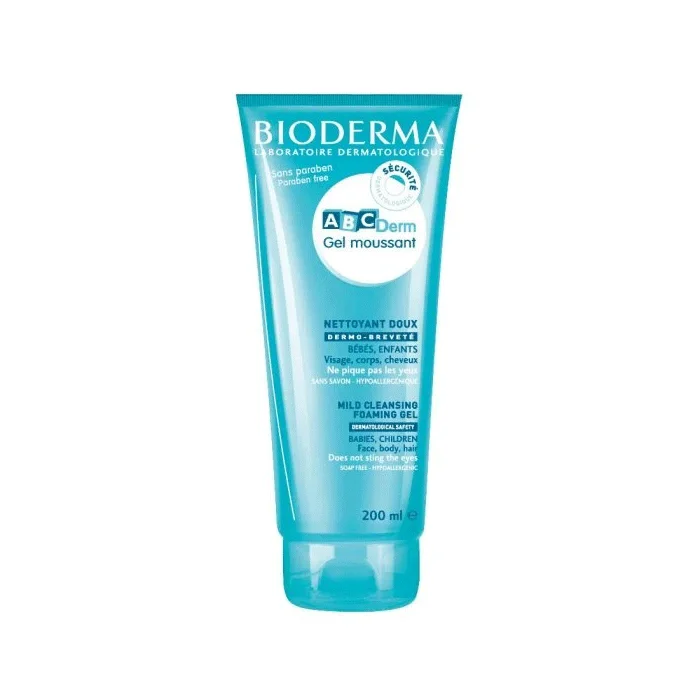 BIODERMA
LABORATOIRE DERMATOLOGIQUE
Sans paraben
Paraben free
SÉCURITÉ
DERMATOLOGIQUE
ABCDerm
Gel moussant
NETTOYANT DOUX
DERMO-BREVETÉ
BÉBÉS, ENFANTS
Visage, corps, cheveux
Ne pique pas les yeux
SANS SAVON - HYPOALLERGÉNIQUE
MILD CLEANSING
FOAMING GEL
DERMATOLOGICAL SAFETY
BABIES, CHILDREN
Face, body, hair
Does not sting the eyes
SOAP FREE - HYPOALLERGENIC
200 ml ℮